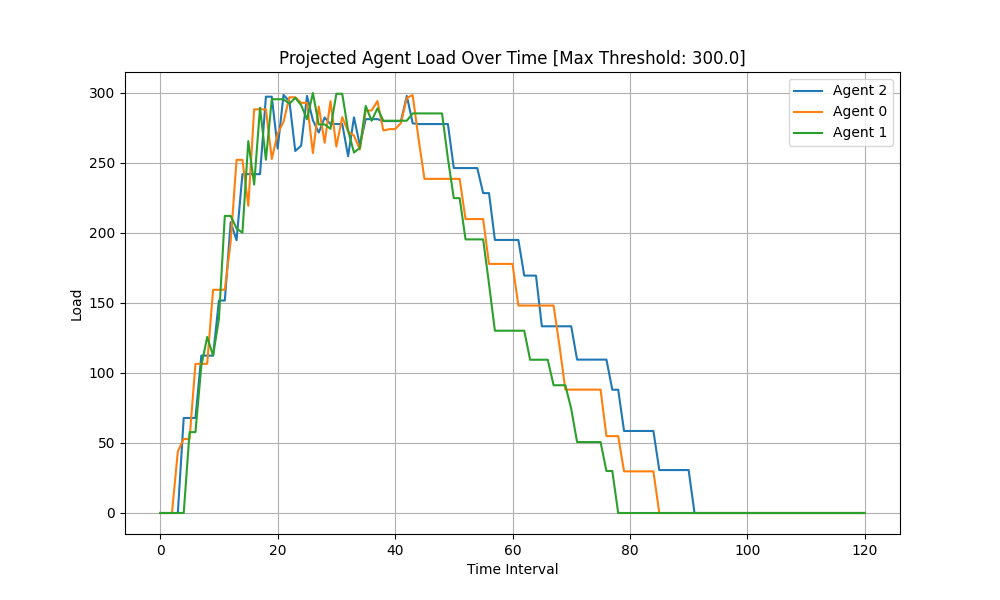 Projected Agent Load Over Time [Max Threshold: 300.0]
Agent 2
Agent 0
Agent 1
Load
300
250
200
150
100
50
0
0 20 40 60 80 100 120
Time Interval